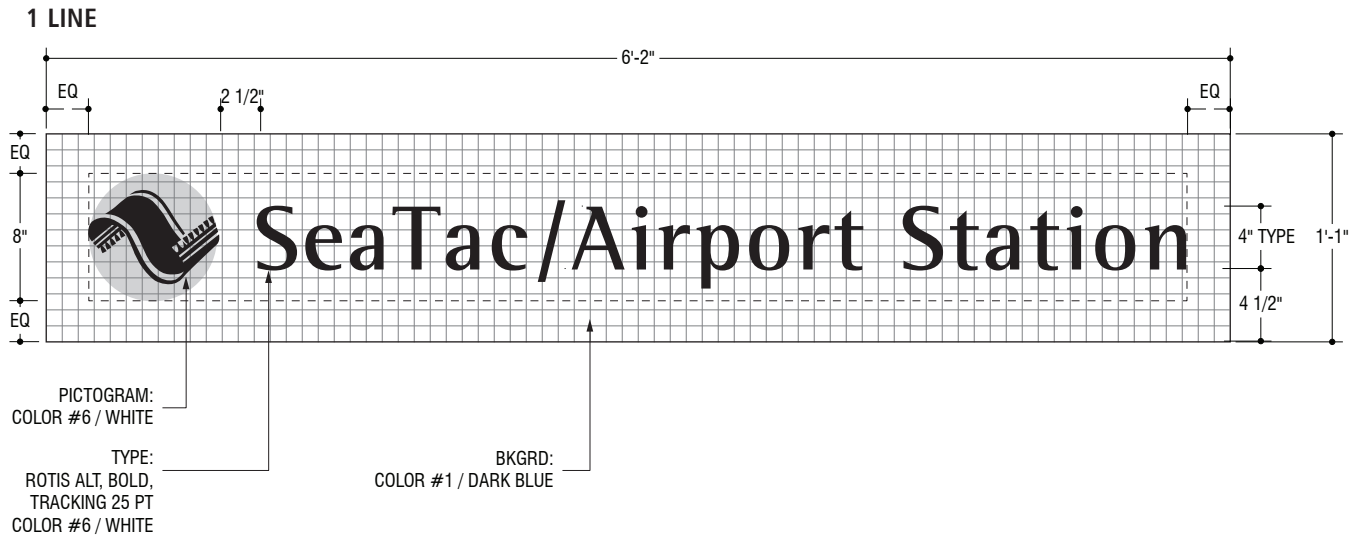 1 LINE
6'-2"
EQ
2 1/2"
EQ
EQ
8"
EQ
SeaTac/Airport Station
4" TYPE
1'-1"
4 1/2"
PICTOGRAM:
COLOR #6 / WHITE
TYPE:
ROTIS ALT, BOLD,
TRACKING 25 PT
COLOR #6 / WHITE
BKGRD:
COLOR #1 / DARK BLUE